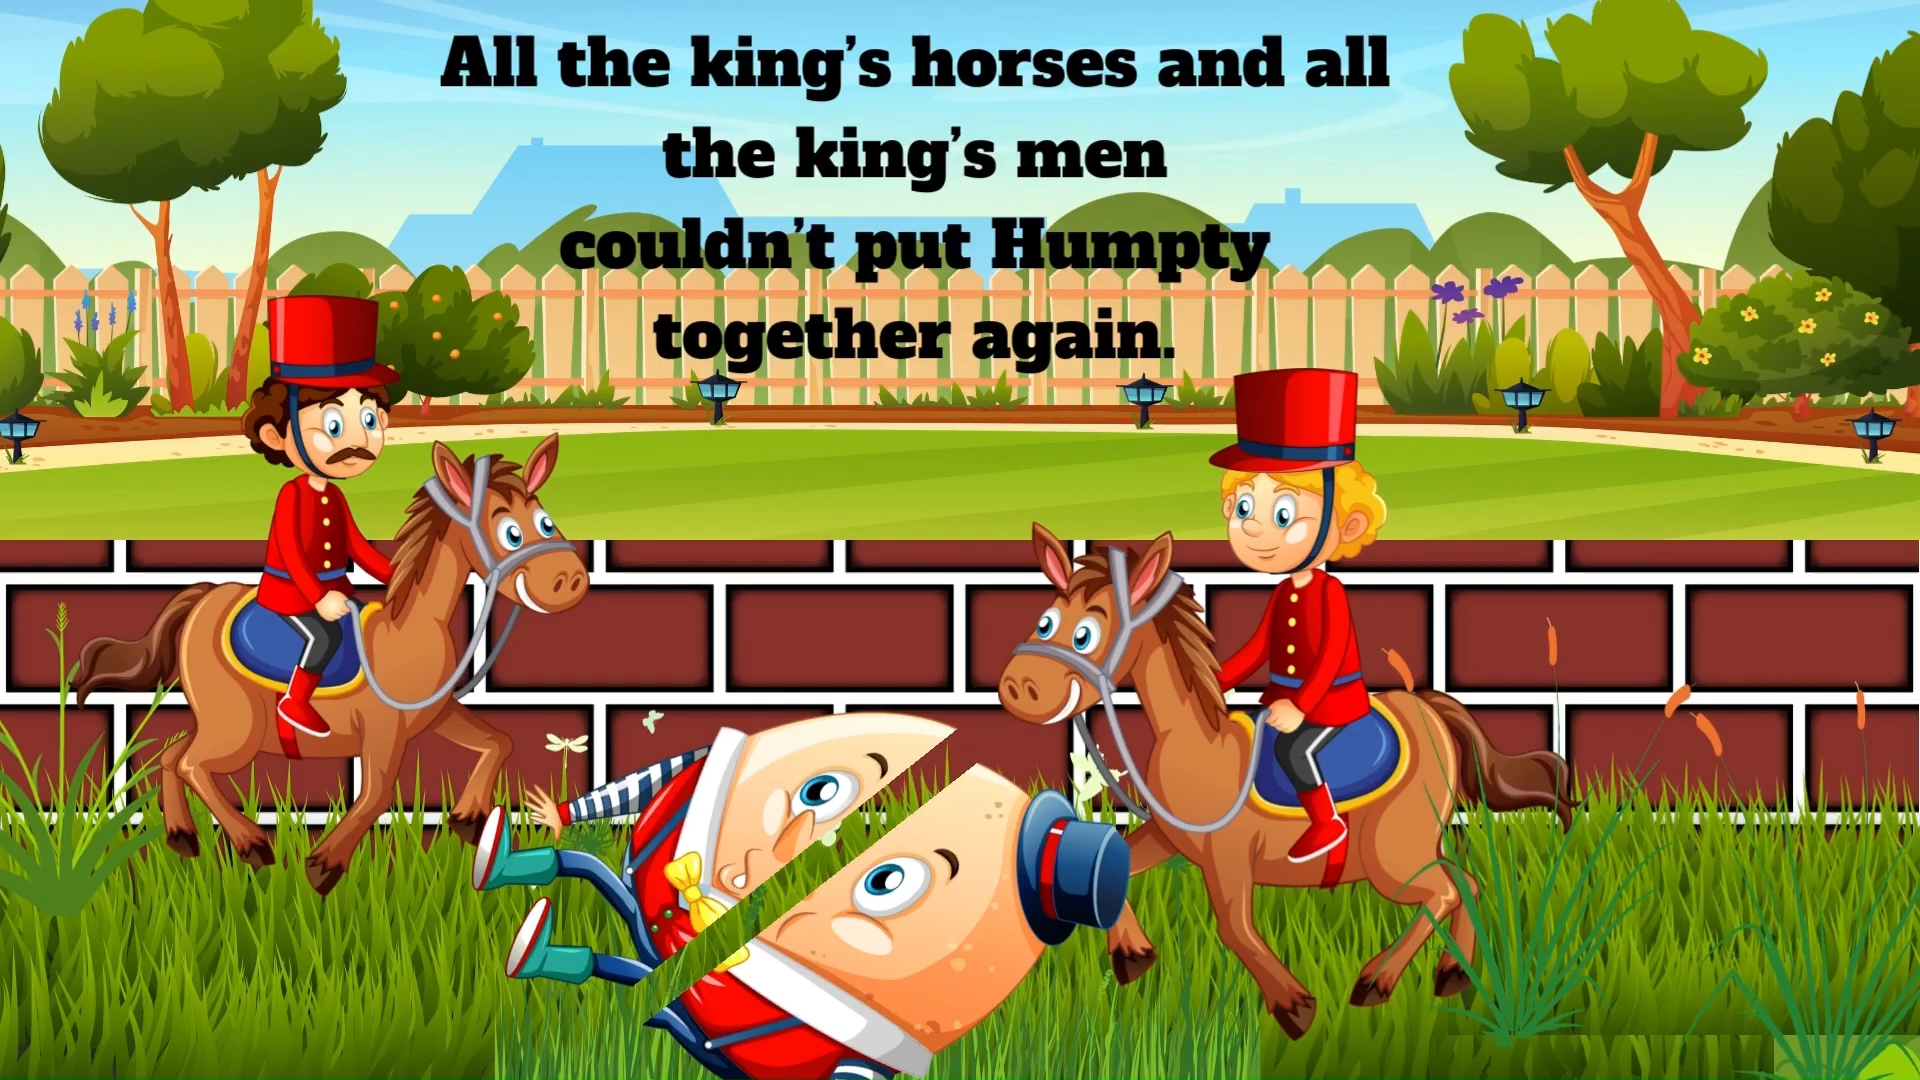 All the king’s horses and all
the king’s men
couldn’t put Humpty
together again.